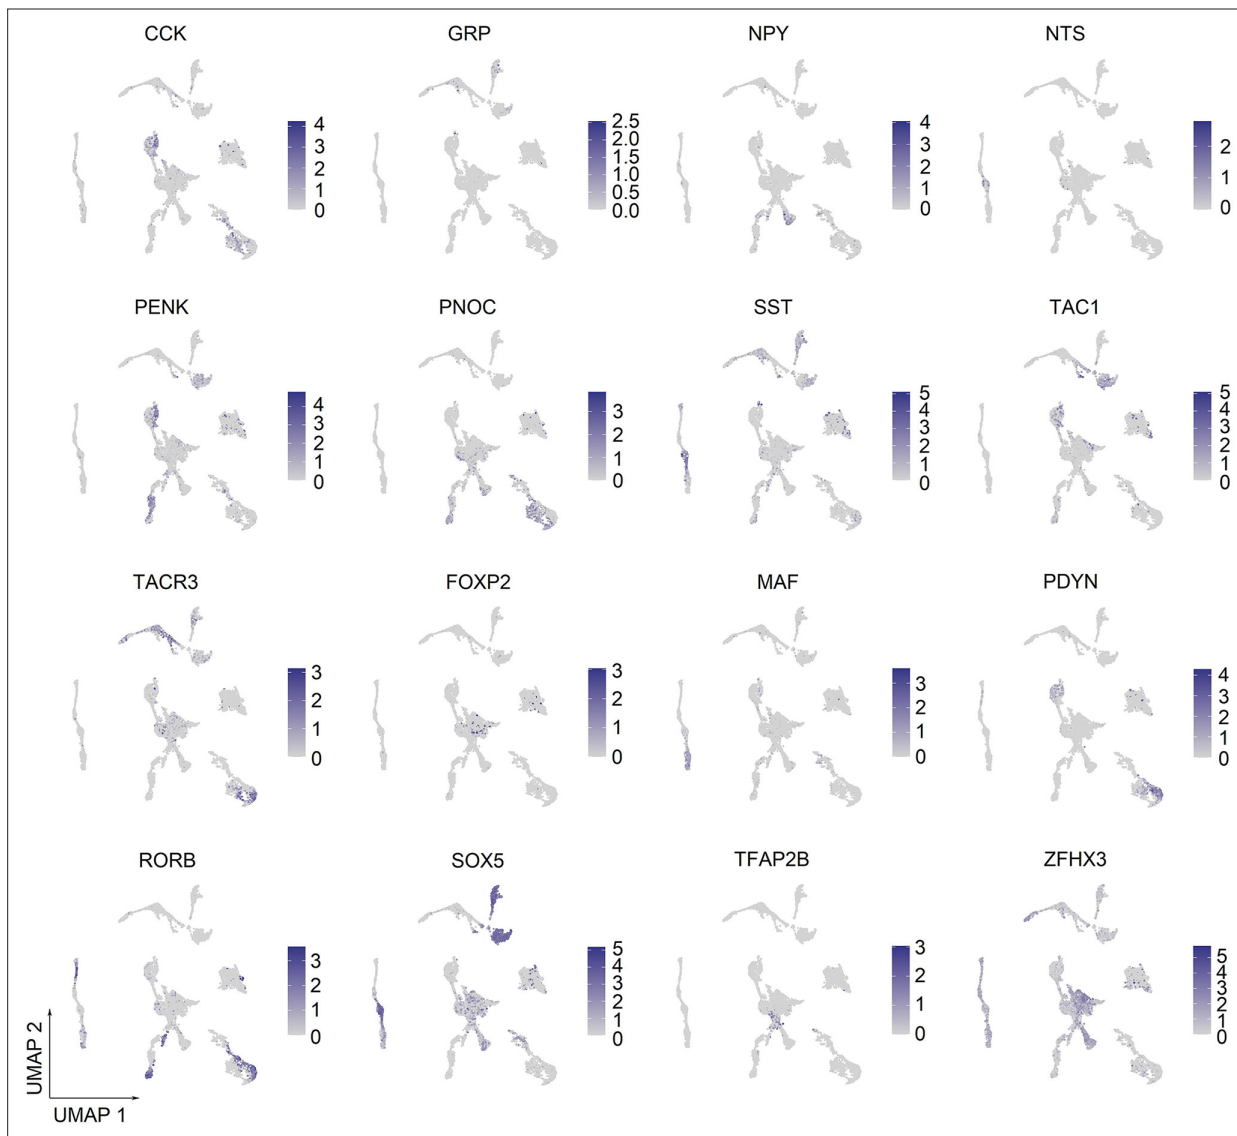 CCK GRP NPY NTS
4 2.5 4 2
3 2.0 3 1
2 1.5 2 0
1 1.0 1
0 0.5 0
0.0
PENK PNOC SST TAC1
4 3 5 5
3 2 4 4
2 1 3 3
1 0 2 2
0 1 1
0 0
TACR3 FOXP2 MAF PDYN
3 3 3 4
2 2 2 3
1 1 1 2
0 0 0 1
0
RORB SOX5 TFAP2B ZFHX3
3 5 3 5
2 4 2 4
1 3 1 3
0 2 0 2
1 1
0 0
UMAP 2
UMAP 1